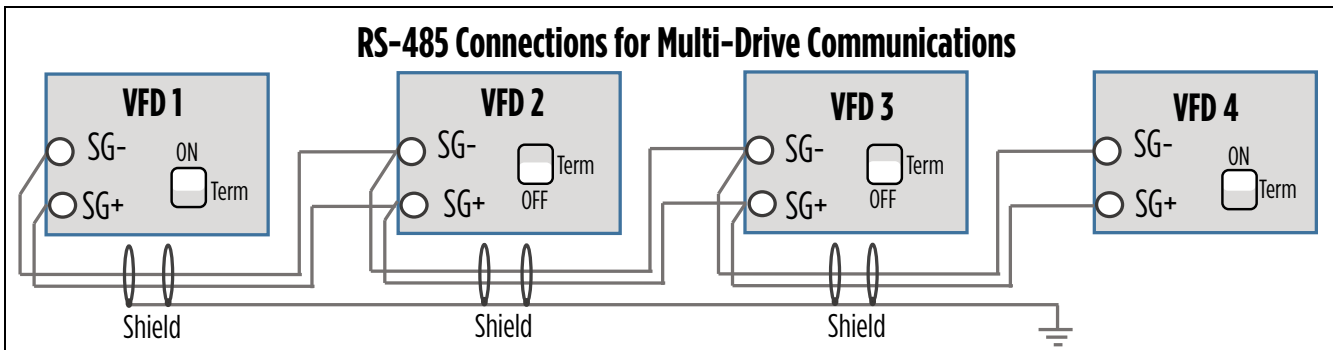 RS-485 Connections for Multi-Drive Communications
VFD 1
SG-
SG+
ON
Term
VFD 2
SG-
SG+
Term
OFF
VFD 3
SG-
SG+
Term
OFF
VFD 4
SG-
SG+
ON
Term
Shield
Shield
Shield